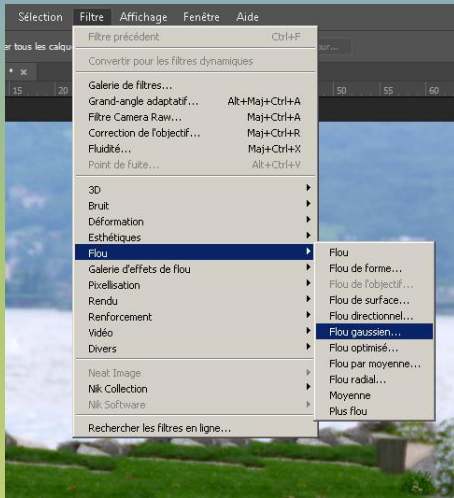 Sélection Filtre Affichage Fenêtre Aide
Filtre précédent Ctrl+F
er tous les calqu
Convertir pour les filtres dynamiques
15 20 50 55 60
Galerie de filtres...
Grand-angle adaptatif... Alt+Maj+Ctrl+A
Filtre Camera Raw... Maj+Ctrl+A
Correction de l'objectif... Maj+Ctrl+R
Fluidité... Maj+Ctrl+X
Point de fuite... Alt+Ctrl+V
3D
Bruit
Déformation
Esthétiques
Flou
Galerie d'effets de flou
Pixellisation
Rendu
Renforcement
Vidéo
Divers
Neat Image
Nik Collection
Nik Software
Rechercher les filtres en ligne...
Flou
Flou de forme...
Flou de l'objectif...
Flou de surface...
Flou directionnel...
Flou gaussien...
Flou optimisé...
Flou par moyenne...
Flou radial...
Moyenne
Plus flou